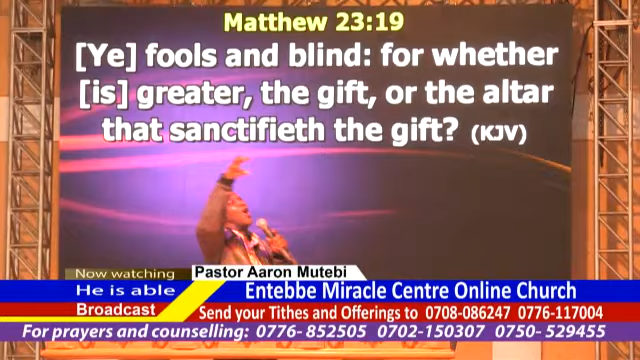 Matthew 23:19
[Ye] fools and blind: for whether
[is] greater, the gift, or the altar
that sanctifieth the gift? (KJV)
Now watching
Pastor Aaron Mutebi
He is able
Entebbe Miracle Centre Online Church
Broadcast
Send your Tithes and Offerings to 0708-086247 0776-117004
For prayers and counselling: 0776- 852505 0702-150307 0750- 529455